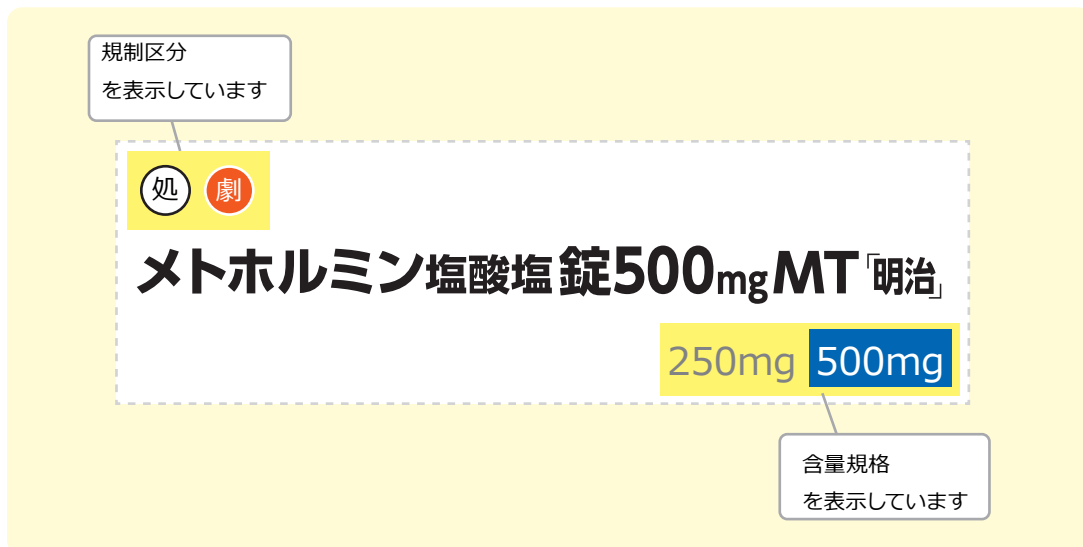 規制区分
を表示しています
処 劇
メトホルミン塩酸塩錠500mgMT「明治」
250mg 500mg
含量規格
を表示しています